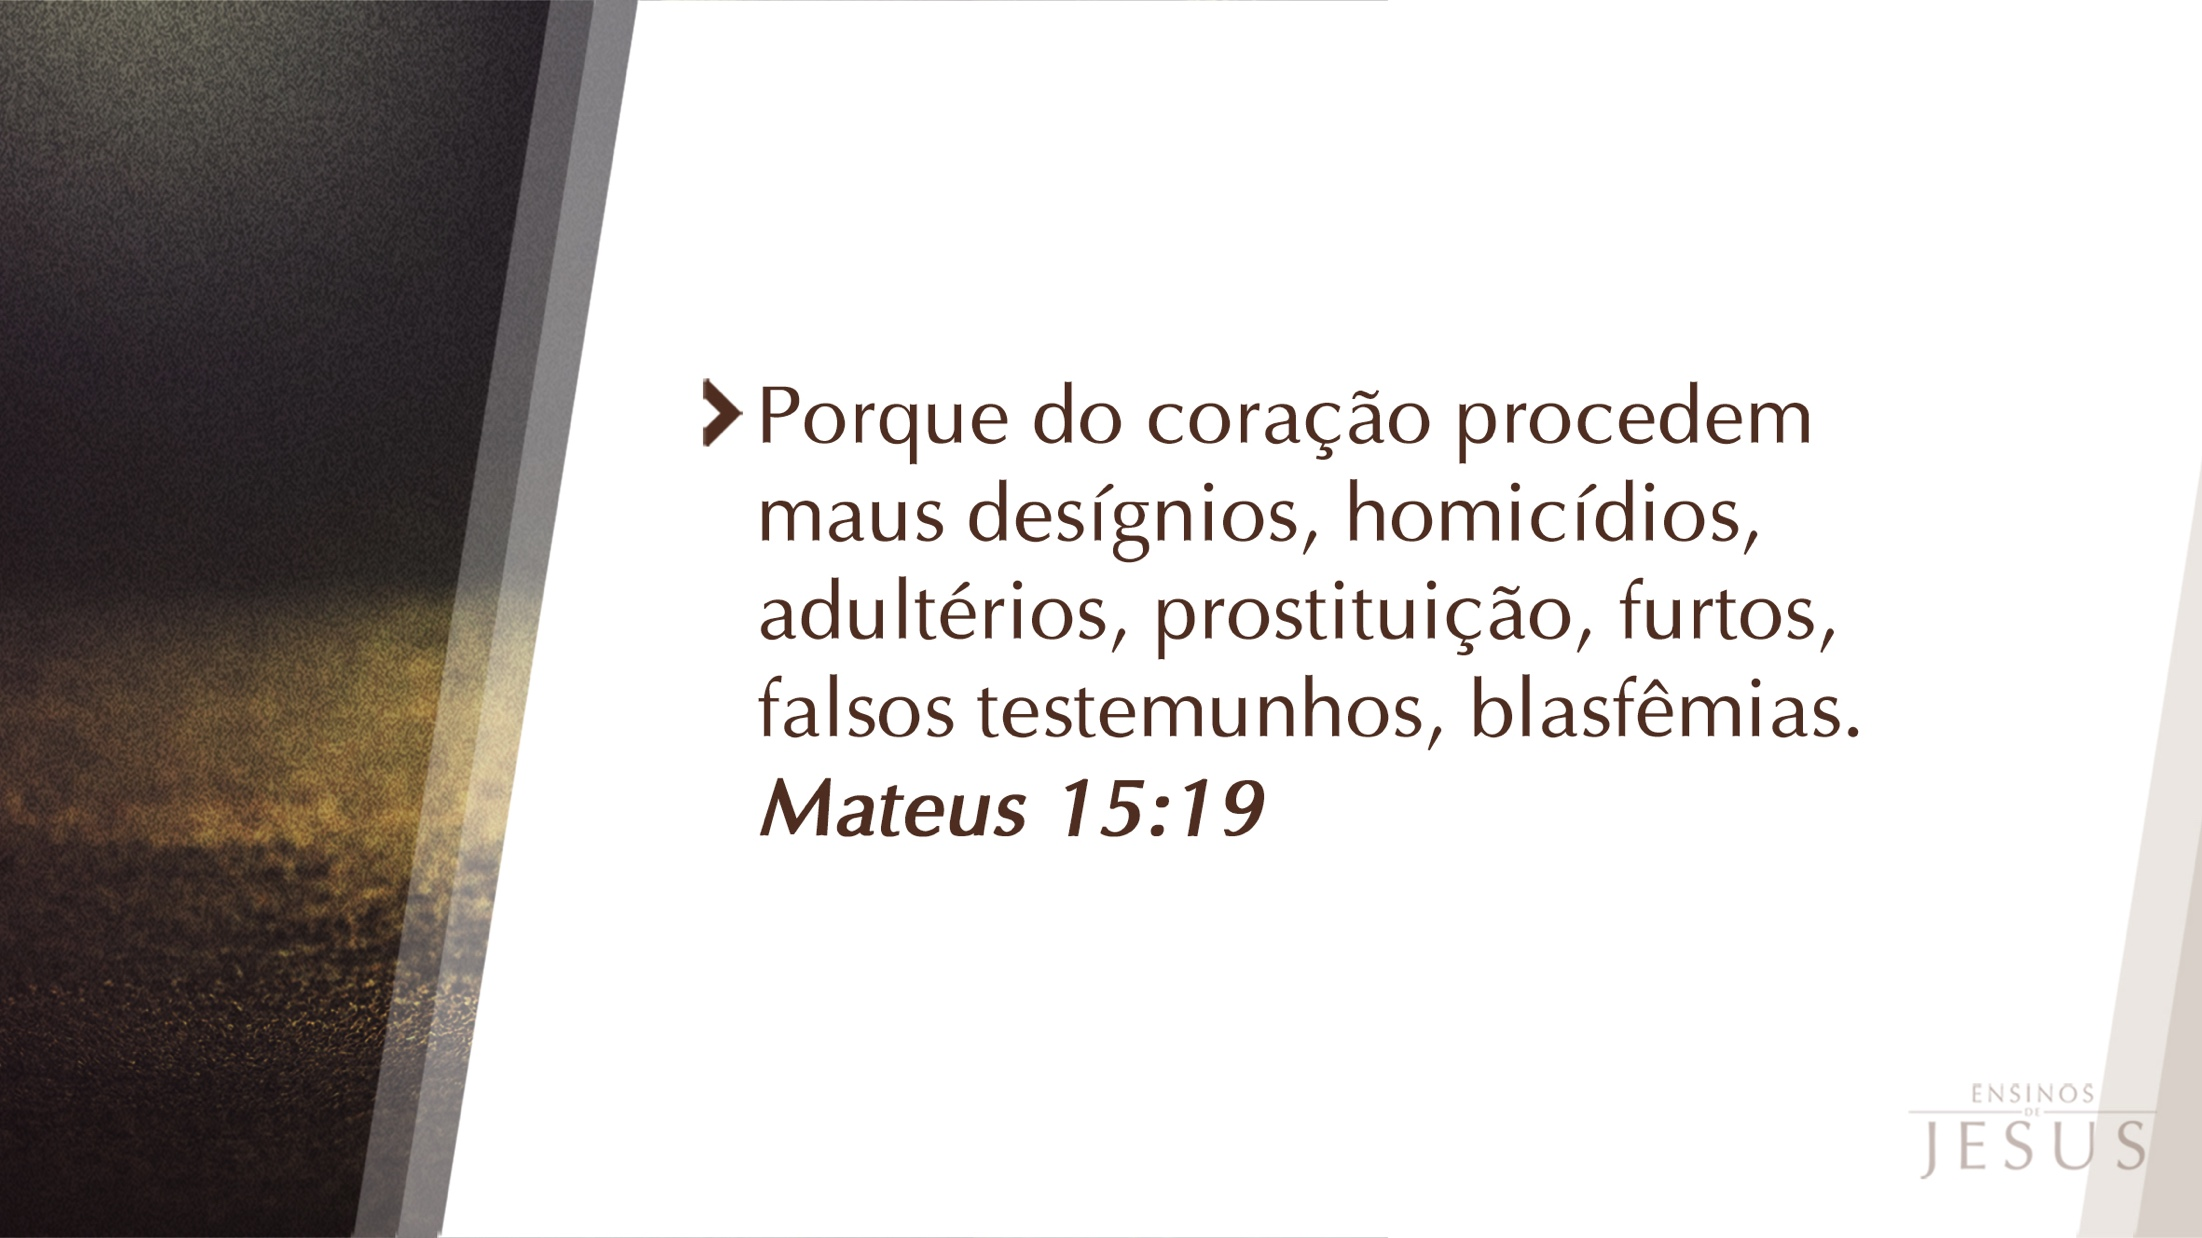 Porque do coração procedem
maus desígnios, homicídios,
adultérios, prostituição, furtos,
falsos testemunhos, blasfêmias.
Mateus 15:19
ENSINOS
DE
JESUS